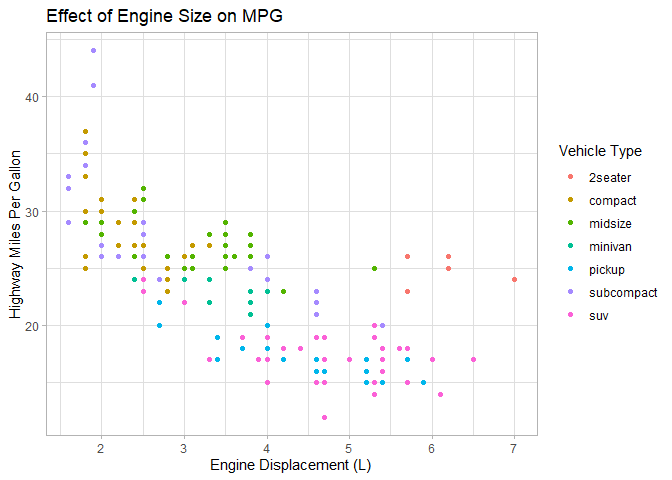 Effect of Engine Size on MPG
Highway Miles Per Gallon
40
30
20
2 3 4 5 6 7
Engine Displacement (L)
Vehicle Type
2seater
compact
midsize
minivan
pickup
subcompact
suv